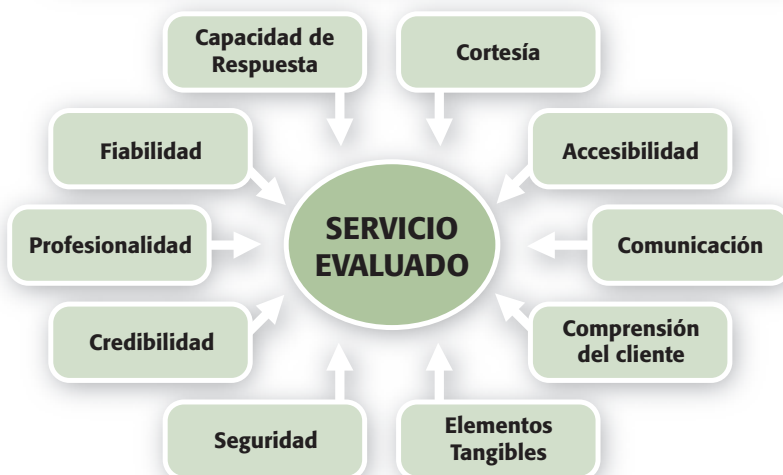 Capacidad de
Respuesta
Cortesía
Fiabilidad
Accesibilidad
SERVICIO
EVALUADO
Profesionalidad
Comunicación
Credibilidad
Comprensión
del cliente
Seguridad
Elementos
Tangibles